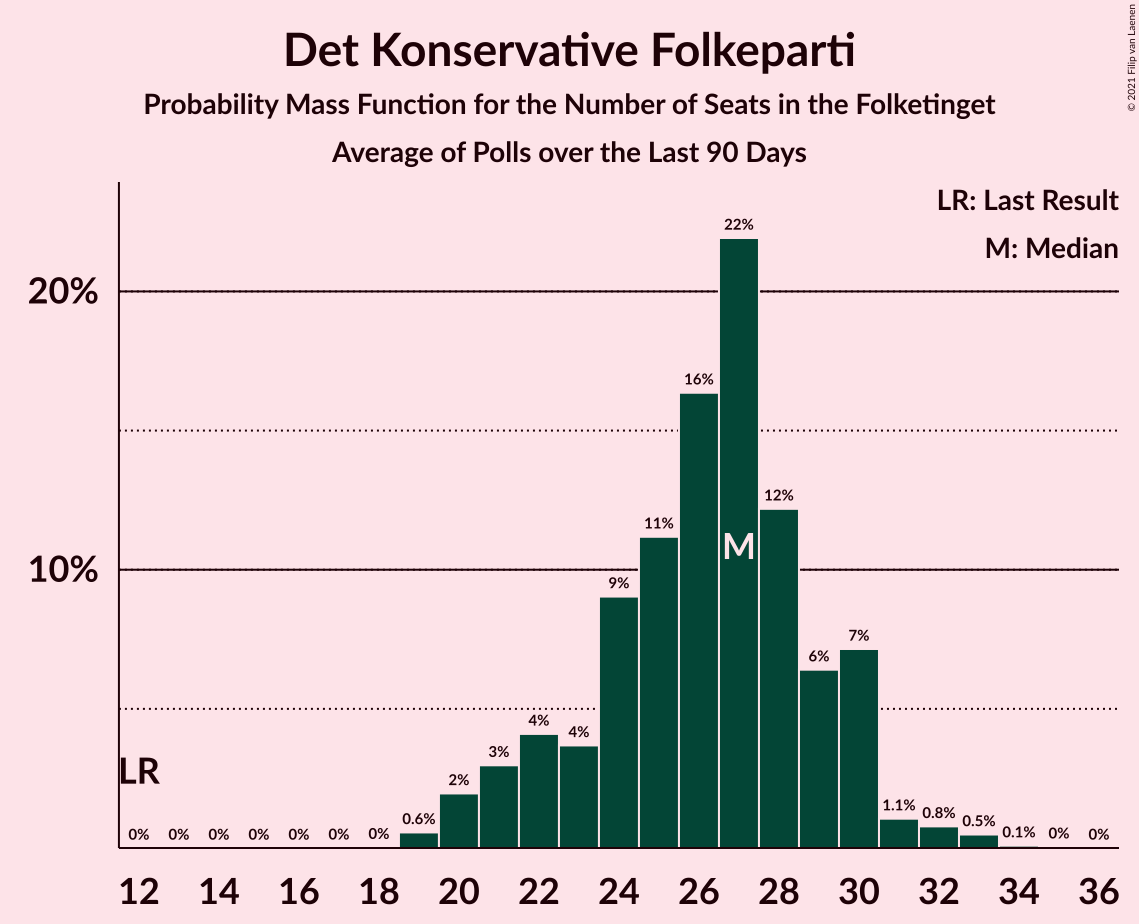 Det Konservative Folkeparti
Probability Mass Function for the Number of Seats in the Folketinget
Average of Polls over the Last 90 Days
© 2021 Filip van Laenen
LR: Last Result
M: Median
22%
20%
16%
12%
11%
M
10%
9%
7%
6%
4%
4%
3%
LR
2%
0% 0% 0% 0% 0% 0% 0% 0.6% 1.1% 0.8% 0.5% 0.1% 0% 0%
12 14 16 18 20 22 24 26 28 30 32 34 36